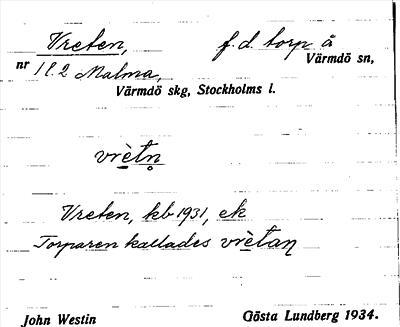 Vreten, f.d. torp å
nr 1 l. 2 Malma, Värmdö sn,
Värmdö skg, Stockholms l.
vrètn̥
Vreten, kb 1931, ek
Torparen kallades vrètan
John Westin Gösta Lundberg 1934.